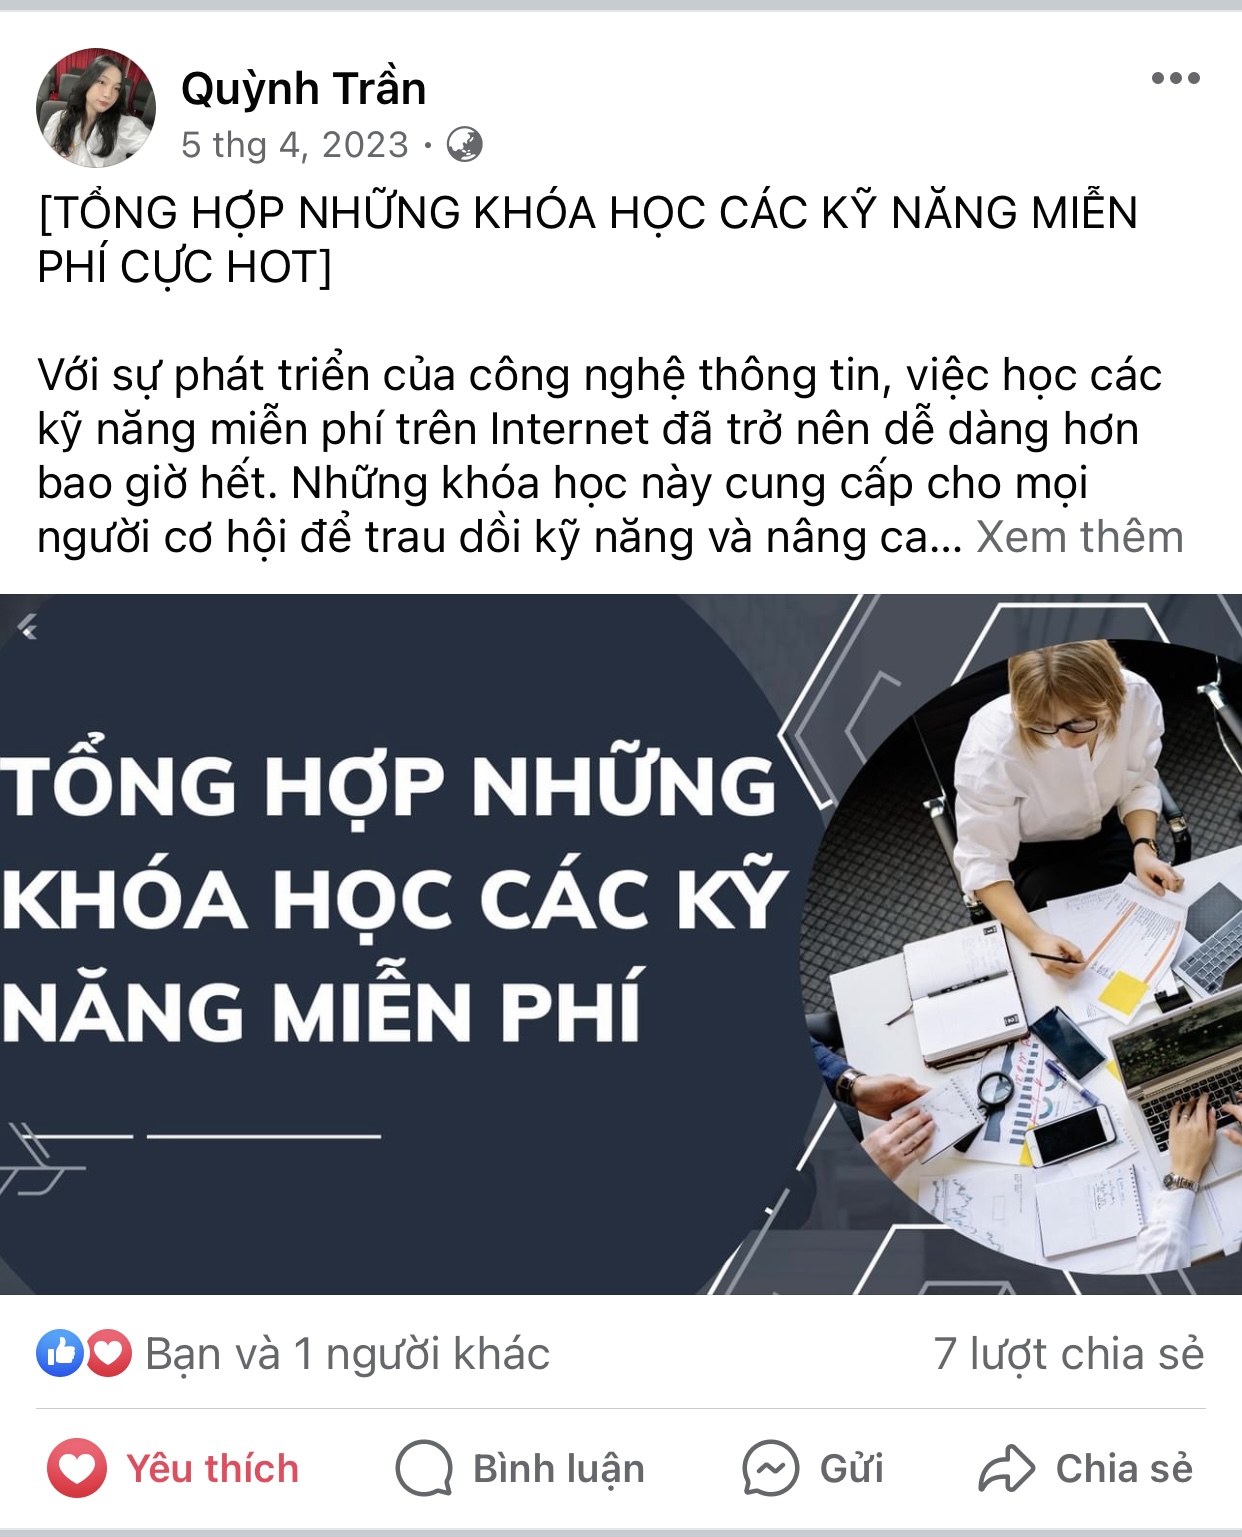 Quỳnh Trần
5 thg 4, 2023 ·
[TỔNG HỢP NHỮNG KHÓA HỌC CÁC KỸ NĂNG MIỄN
PHÍ CỰC HOT]
Với sự phát triển của công nghệ thông tin, việc học các
kỹ năng miễn phí trên Internet đã trở nên dễ dàng hơn
bao giờ hết. Những khóa học này cung cấp cho mọi
người cơ hội để trau dồi kỹ năng và nâng ca... Xem thêm
TỔNG HỢP NHỮNG
KHÓA HỌC CÁC KỸ
NĂNG MIỄN PHÍ
Bạn và 1 người khác
7 lượt chia sẻ
Yêu thích
Bình luận
Gửi
Chia sẻ